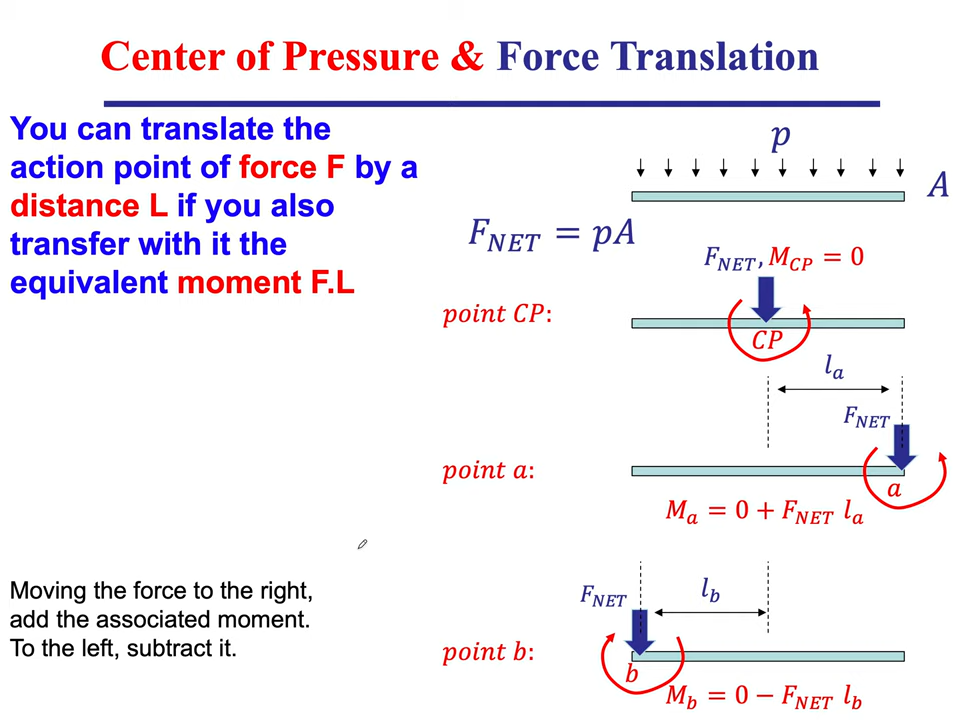 Center of Pressure & Force Translation
You can translate the
action point of force F by a
distance L if you also
transfer with it the
equivalent moment F.L
p
A
F_NET = pA
F_NET, M_CP = 0
point CP:
CP
l_a
F_NET
point a:
a
M_a = 0 + F_NET l_a
Moving the force to the right,
add the associated moment.
To the left, subtract it.
F_NET
l_b
point b:
b
M_b = 0 − F_NET l_b